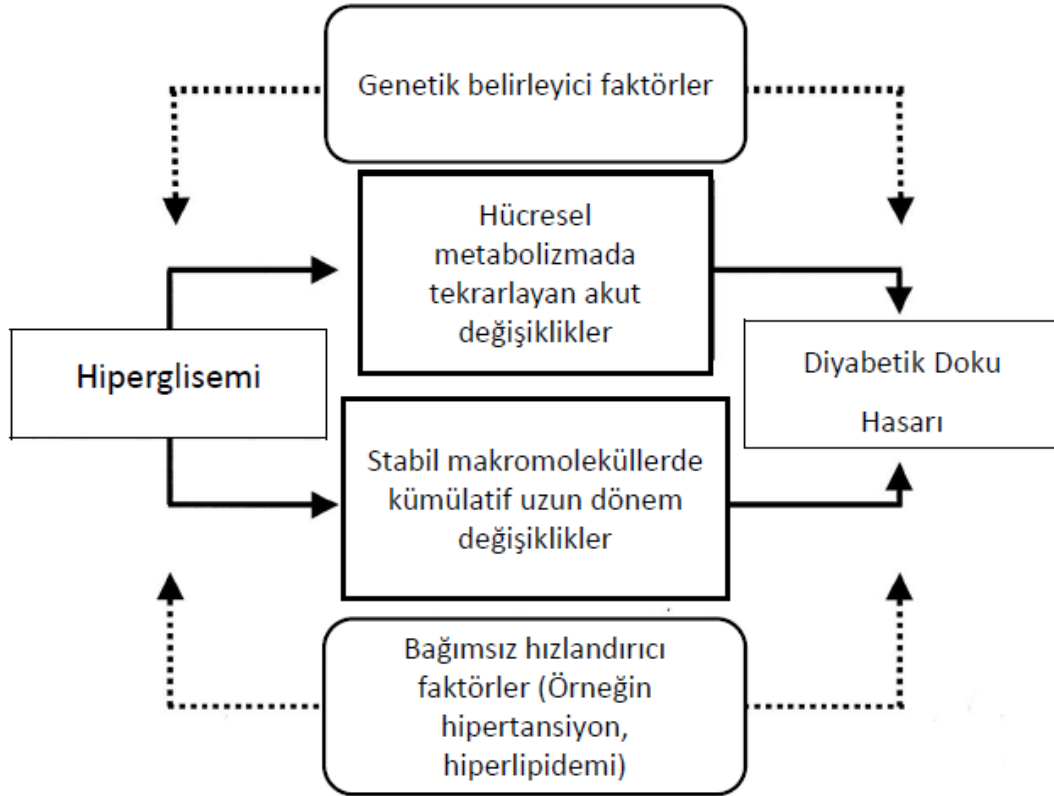 Genetik belirleyici faktörler
Hücresel
metabolizmada
tekrarlayan akut
değişiklikler
Hiperglisemi
Diyabetik Doku
Hasarı
Stabil makromoleküllerde
kümülatif uzun dönem
değişiklikler
Bağımsız hızlandırıcı
faktörler (Örneğin
hipertansiyon,
hiperlipidemi)